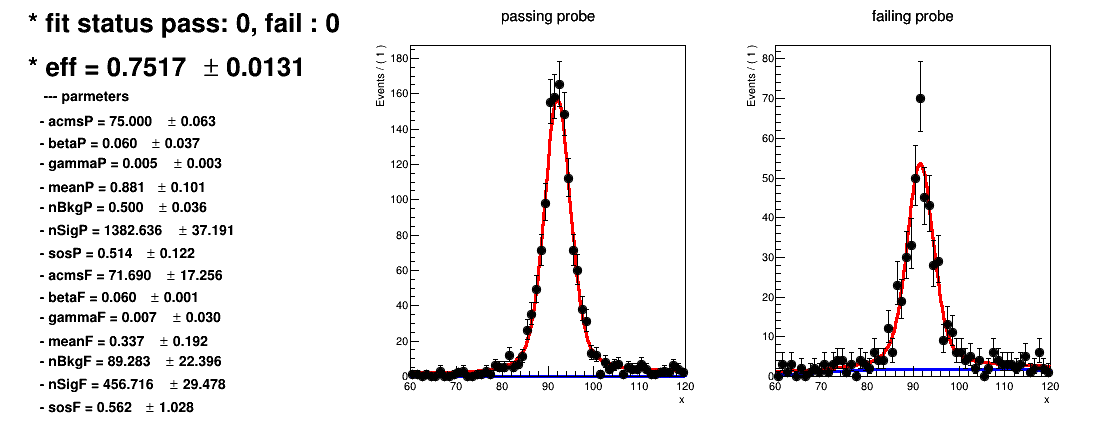 * fit status pass: 0, fail : 0
* eff = 0.7517 ± 0.0131
--- parmeters
- acmsP = 75.000 ± 0.063
- betaP = 0.060 ± 0.037
- gammaP = 0.005 ± 0.003
- meanP = 0.881 ± 0.101
- nBkgP = 0.500 ± 0.036
- nSigP = 1382.636 ± 37.191
- sosP = 0.514 ± 0.122
- acmsF = 71.690 ± 17.256
- betaF = 0.060 ± 0.001
- gammaF = 0.007 ± 0.030
- meanF = 0.337 ± 0.192
- nBkgF = 89.283 ± 22.396
- nSigF = 456.716 ± 29.478
- sosF = 0.562 ± 1.028
passing probe
Events / ( 1 )
180
160
140
120
100
80
60
40
20
0
60 70 80 90 100 110 120
x
failing probe
Events / ( 1 )
80
70
60
50
40
30
20
10
0
60 70 80 90 100 110 120
x